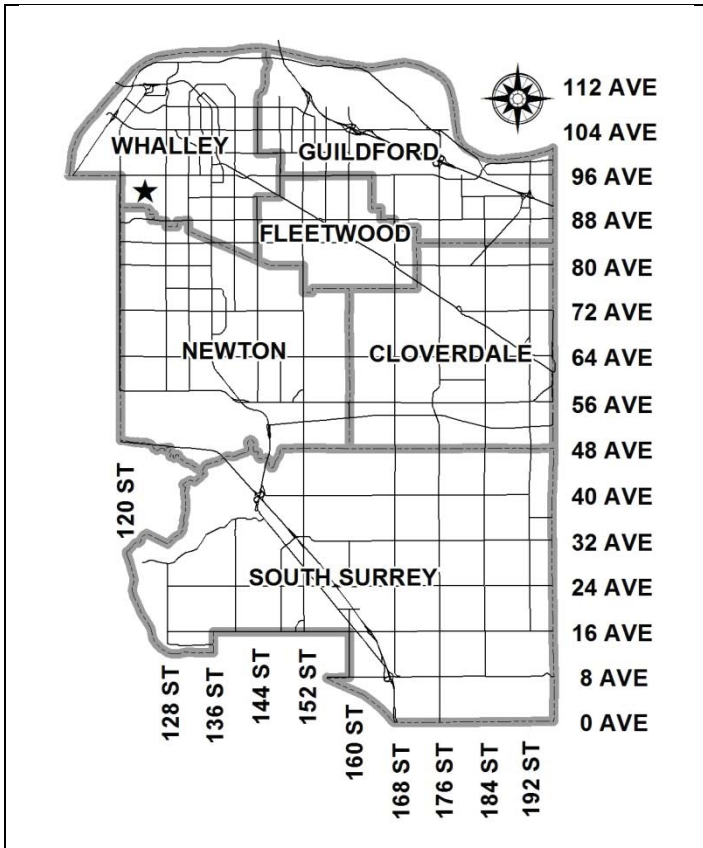 112 AVE
104 AVE
WHALLEY
GUILDFORD
96 AVE
88 AVE
FLEETWOOD
80 AVE
72 AVE
NEWTON
CLOVERDALE
64 AVE
56 AVE
48 AVE
120 ST
40 AVE
32 AVE
SOUTH SURREY
24 AVE
16 AVE
128 ST
136 ST
144 ST
152 ST
160 ST
8 AVE
0 AVE
168 ST
176 ST
184 ST
192 ST